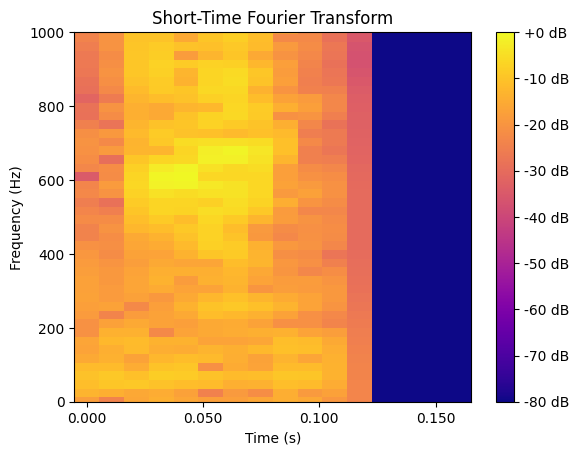 Short-Time Fourier Transform
1000
800
600
400
200
0
Frequency (Hz)
0.000
0.050
0.100
0.150
Time (s)
+0 dB
-10 dB
-20 dB
-30 dB
-40 dB
-50 dB
-60 dB
-70 dB
-80 dB